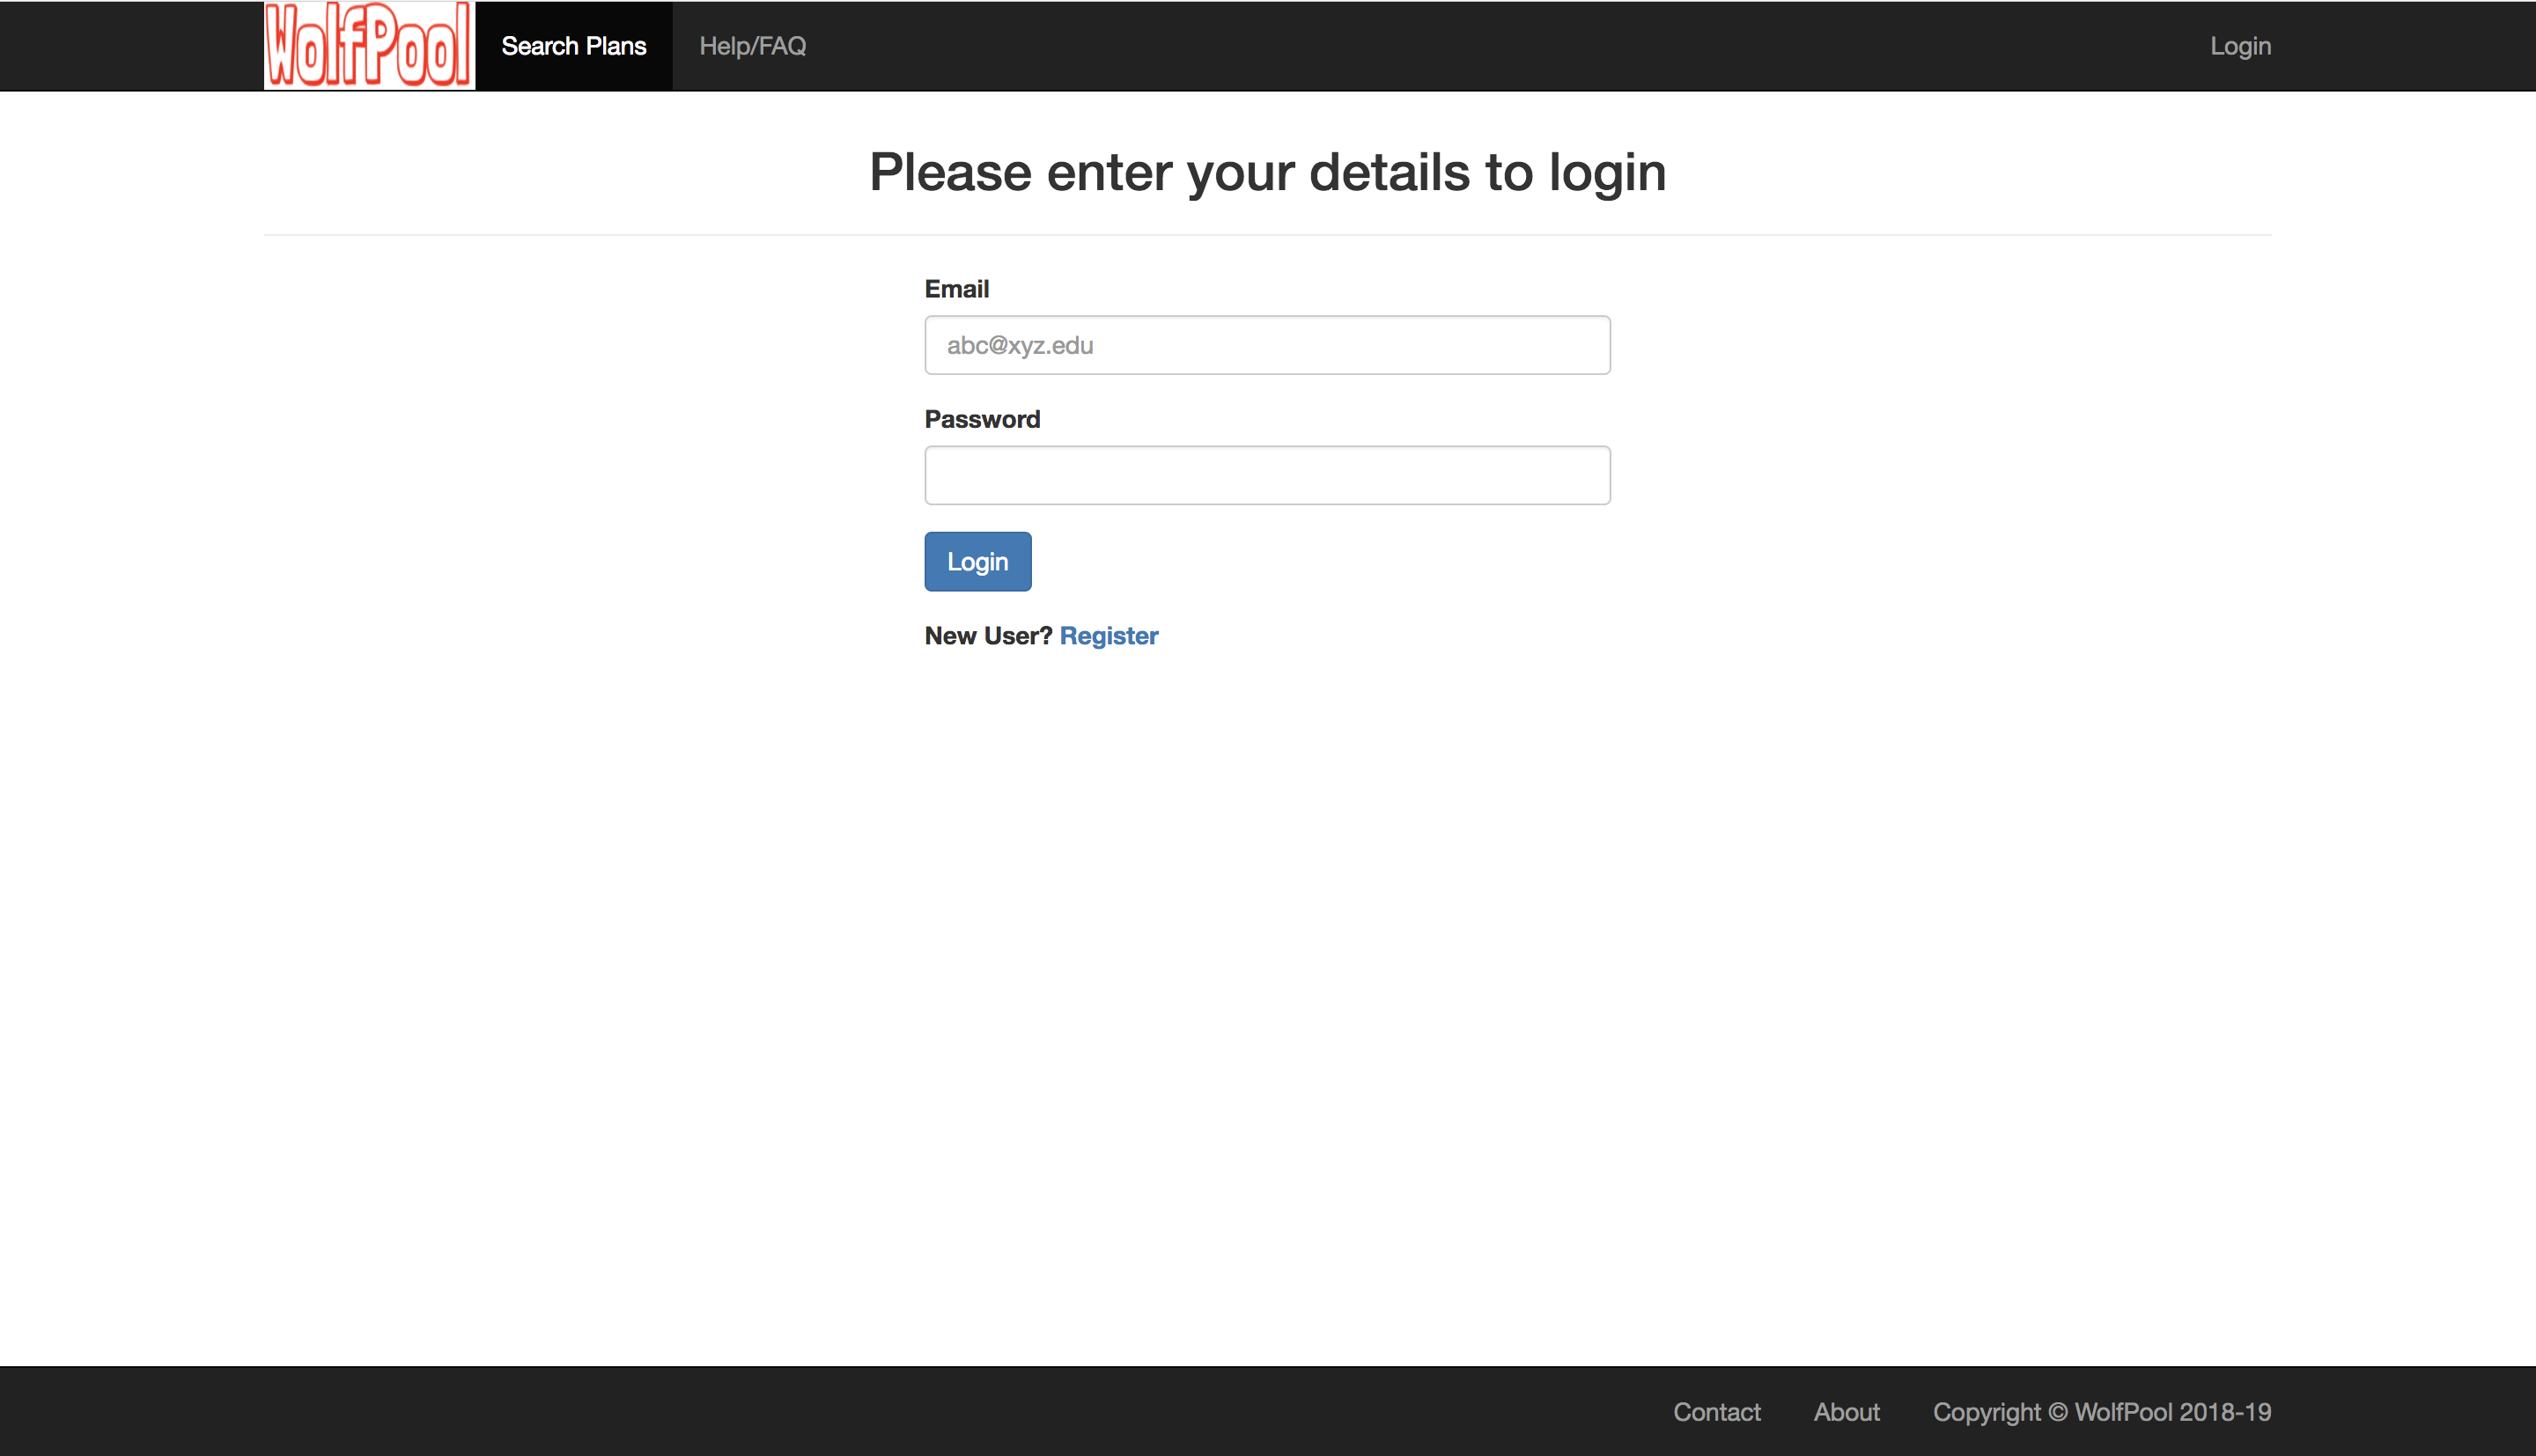 WolfPool Search Plans Help/FAQ Login
Please enter your details to login
Email
abc@xyz.edu
Password
Login
New User? Register
Contact About Copyright © WolfPool 2018-19